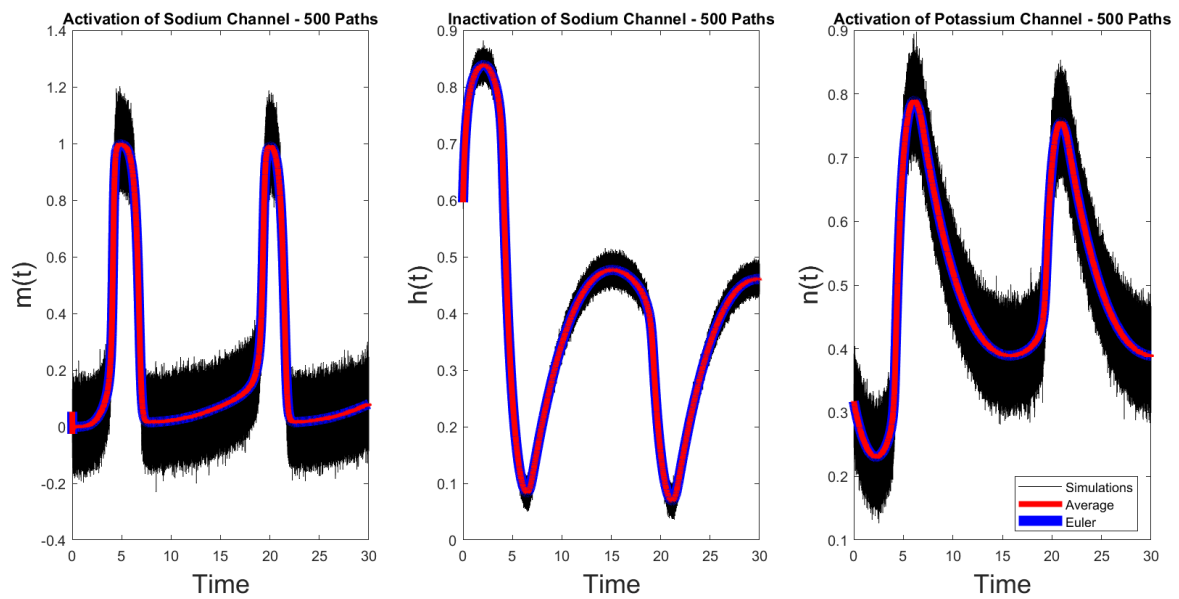 Activation of Sodium Channel - 500 Paths
1.4
1.2
1
0.8
0.6
0.4
0.2
0
-0.2
-0.4
0 5 10 15 20 25 30
m(t)
Time
Inactivation of Sodium Channel - 500 Paths
0.9
0.8
0.7
0.6
0.5
0.4
0.3
0.2
0.1
0
0 5 10 15 20 25 30
h(t)
Time
Activation of Potassium Channel - 500 Paths
0.9
0.8
0.7
0.6
0.5
0.4
0.3
0.2
0.1
0 5 10 15 20 25 30
n(t)
Time
Simulations
Average
Euler